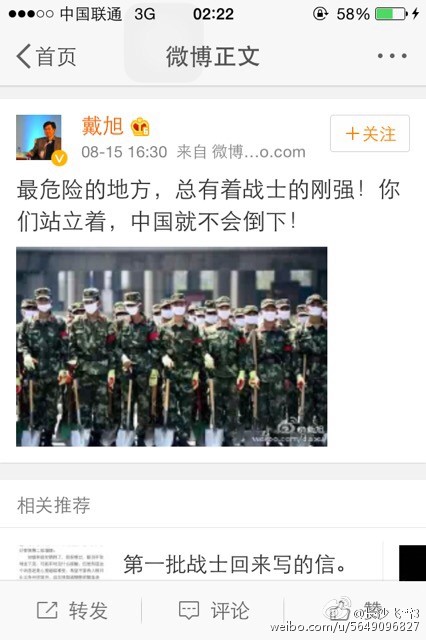 中国联通 3G 02:22 58%
首页 微博正文
戴旭
08-15 16:30 来自 微博…o.com
+关注
最危险的地方，总有着战士的刚强！你
们站立着，中国就不会倒下！
相关推荐
第一批战士回来写的信。
转发 评论 赞
weibo.com/u/5649096827